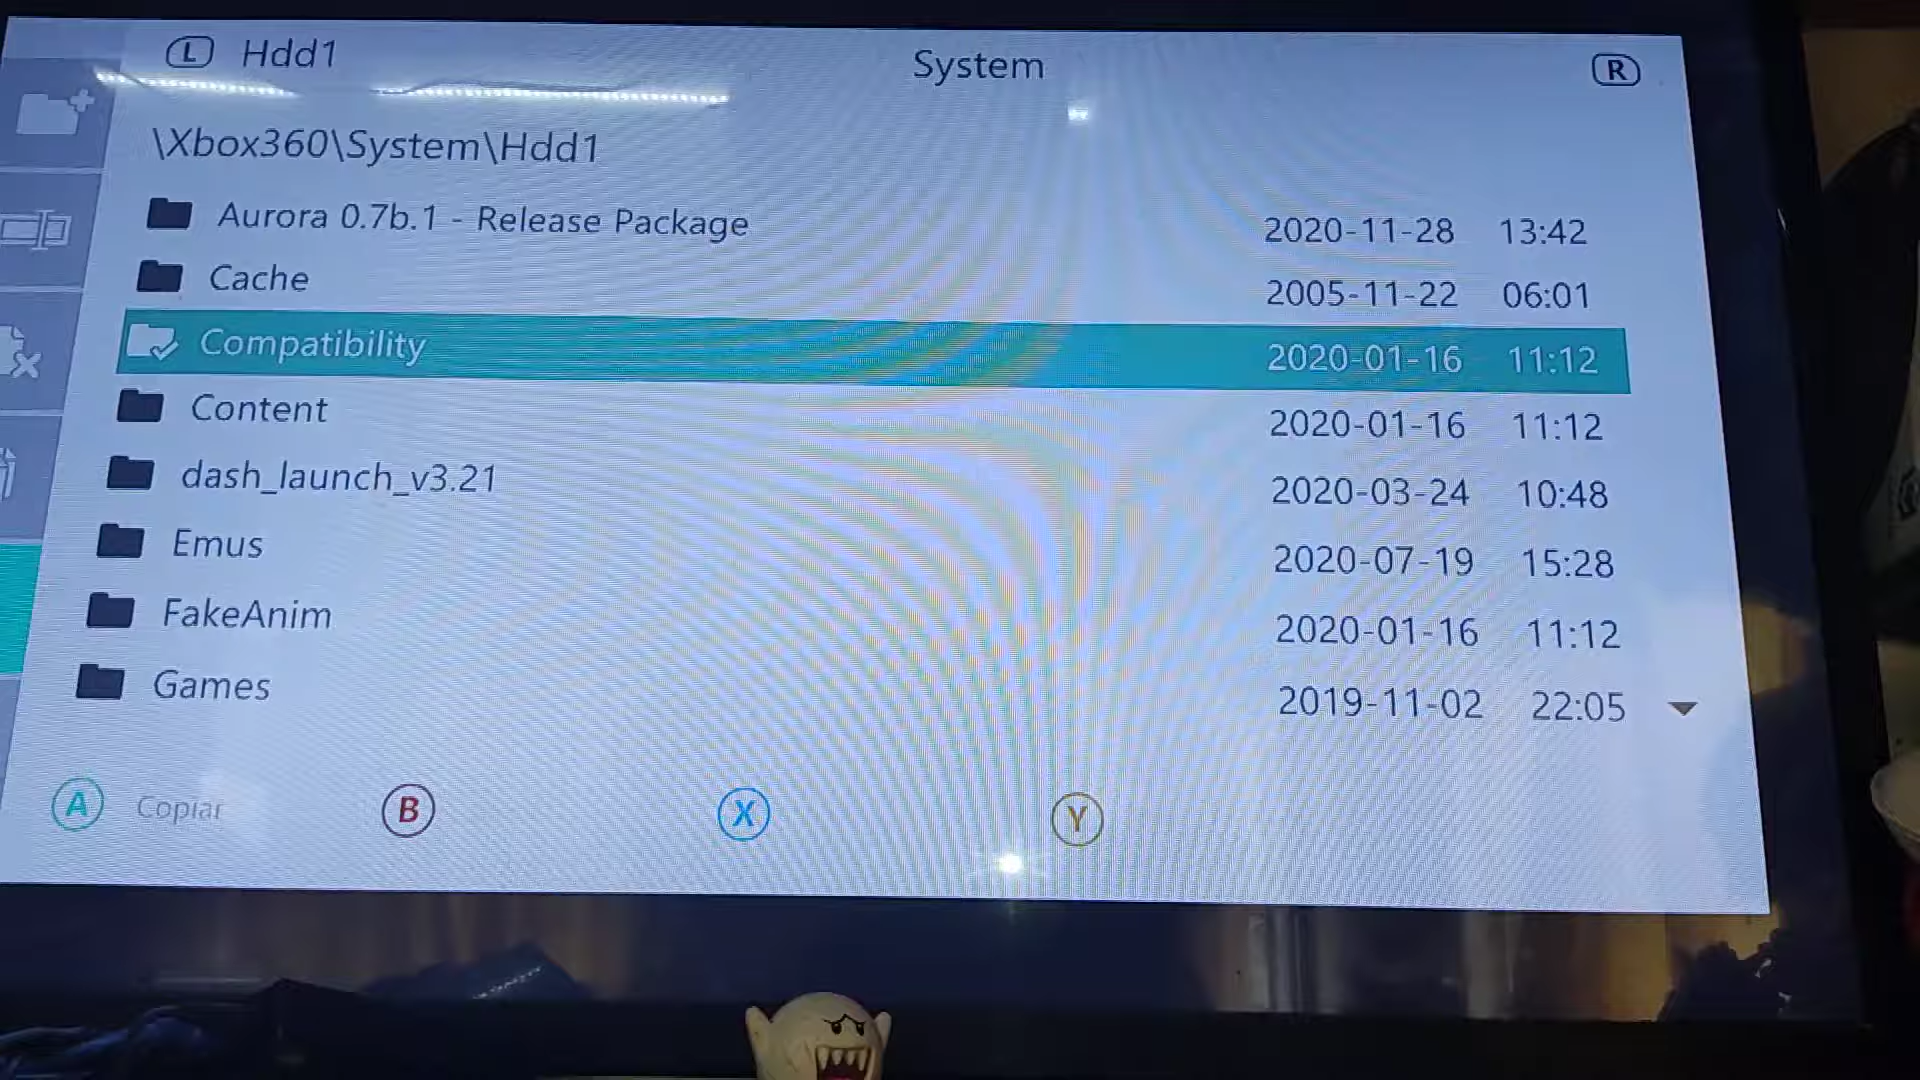 L Hdd1 System R
\Xbox360\System\Hdd1
Aurora 0.7b.1 - Release Package 2020-11-28 13:42
Cache 2005-11-22 06:01
Compatibility 2020-01-16 11:12
Content 2020-01-16 11:12
dash_launch_v3.21 2020-03-24 10:48
Emus 2020-07-19 15:28
FakeAnim 2020-01-16 11:12
Games 2019-11-02 22:05
A Copiar B X Y